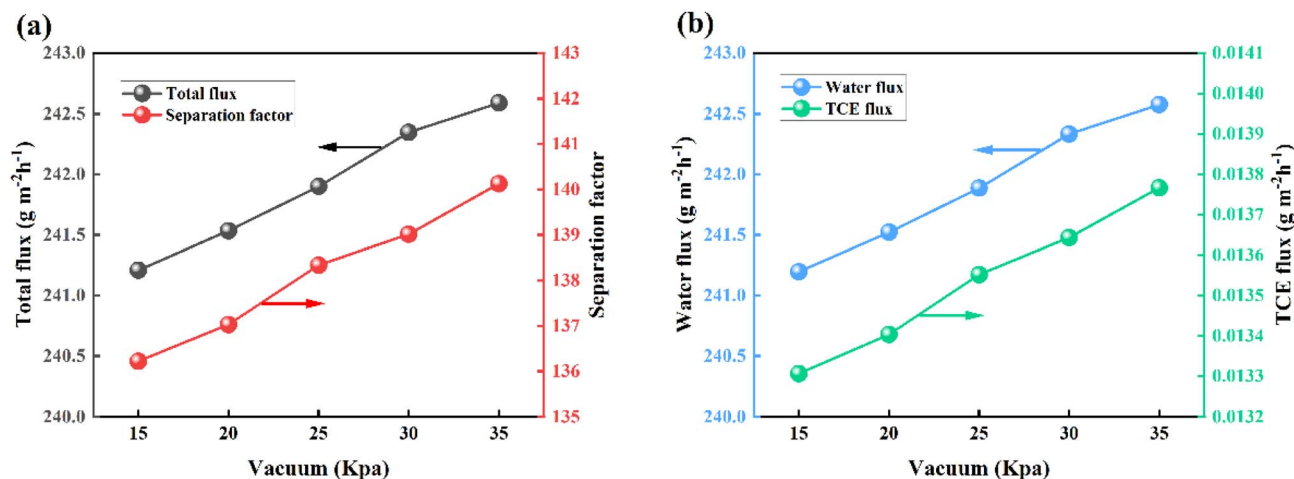 (a)
243.0
242.5
242.0
241.5
241.0
240.5
240.0
Total flux (g m⁻²h⁻¹)
Total flux
Separation factor
143
142
141
140
139
138
137
136
135
Separation factor
15 20 25 30 35
Vacuum (Kpa)
(b)
243.0
242.5
242.0
241.5
241.0
240.5
240.0
Water flux (g m⁻²h⁻¹)
Water flux
TCE flux
0.0141
0.0140
0.0139
0.0138
0.0137
0.0136
0.0135
0.0134
0.0133
0.0132
TCE flux (g m⁻²h⁻¹)
15 20 25 30 35
Vacuum (Kpa)